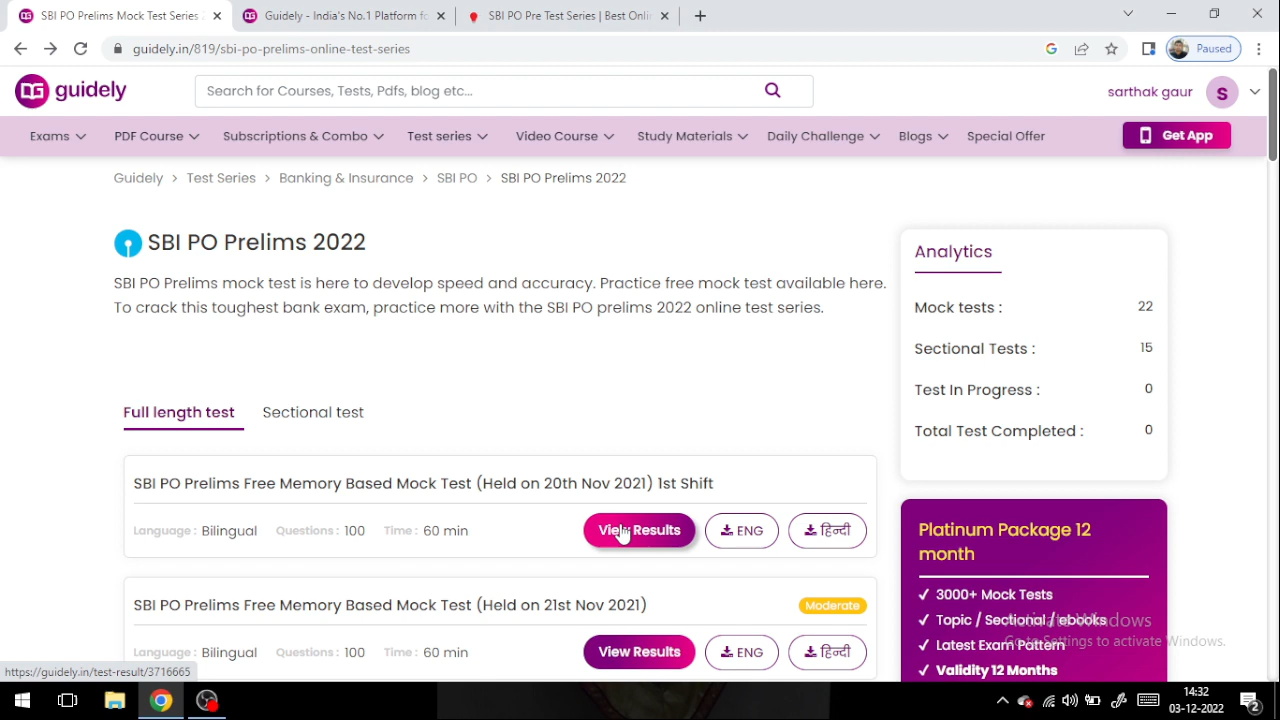 SBI PO Prelims Mock Test Series
Guidely - India's No.1 Platform fo
SBI PO Pre Test Series | Best Onli
guidely.in/819/sbi-po-prelims-online-test-series
Paused
guidely
Search for Courses, Tests, Pdfs, blog etc...
sarthak gaur
S
Exams
PDF Course
Subscriptions & Combo
Test series
Video Course
Study Materials
Daily Challenge
Blogs
Special Offer
Get App
Guidely > Test Series > Banking & Insurance > SBI PO > SBI PO Prelims 2022
SBI PO Prelims 2022
SBI PO Prelims mock test is here to develop speed and accuracy. Practice free mock test available here.
To crack this toughest bank exam, practice more with the SBI PO prelims 2022 online test series.
Analytics
Mock tests : 22
Sectional Tests : 15
Test In Progress : 0
Total Test Completed : 0
Full length test
Sectional test
SBI PO Prelims Free Memory Based Mock Test (Held on 20th Nov 2021) 1st Shift
Language : Bilingual Questions : 100 Time : 60 min
View Results
ENG
हिन्दी
SBI PO Prelims Free Memory Based Mock Test (Held on 21st Nov 2021)
Moderate
Language : Bilingual Questions : 100 Time : 60 min
View Results
ENG
हिन्दी
Platinum Package 12
month
✓ 3000+ Mock Tests
✓ Topic / Sectional / ebooks
✓ Latest Exam Pattern
✓ Validity 12 Months
Activate Windows
Go to Settings to activate Windows.
https://guidely.in/test-result/3716665
14:32
03-12-2022
2